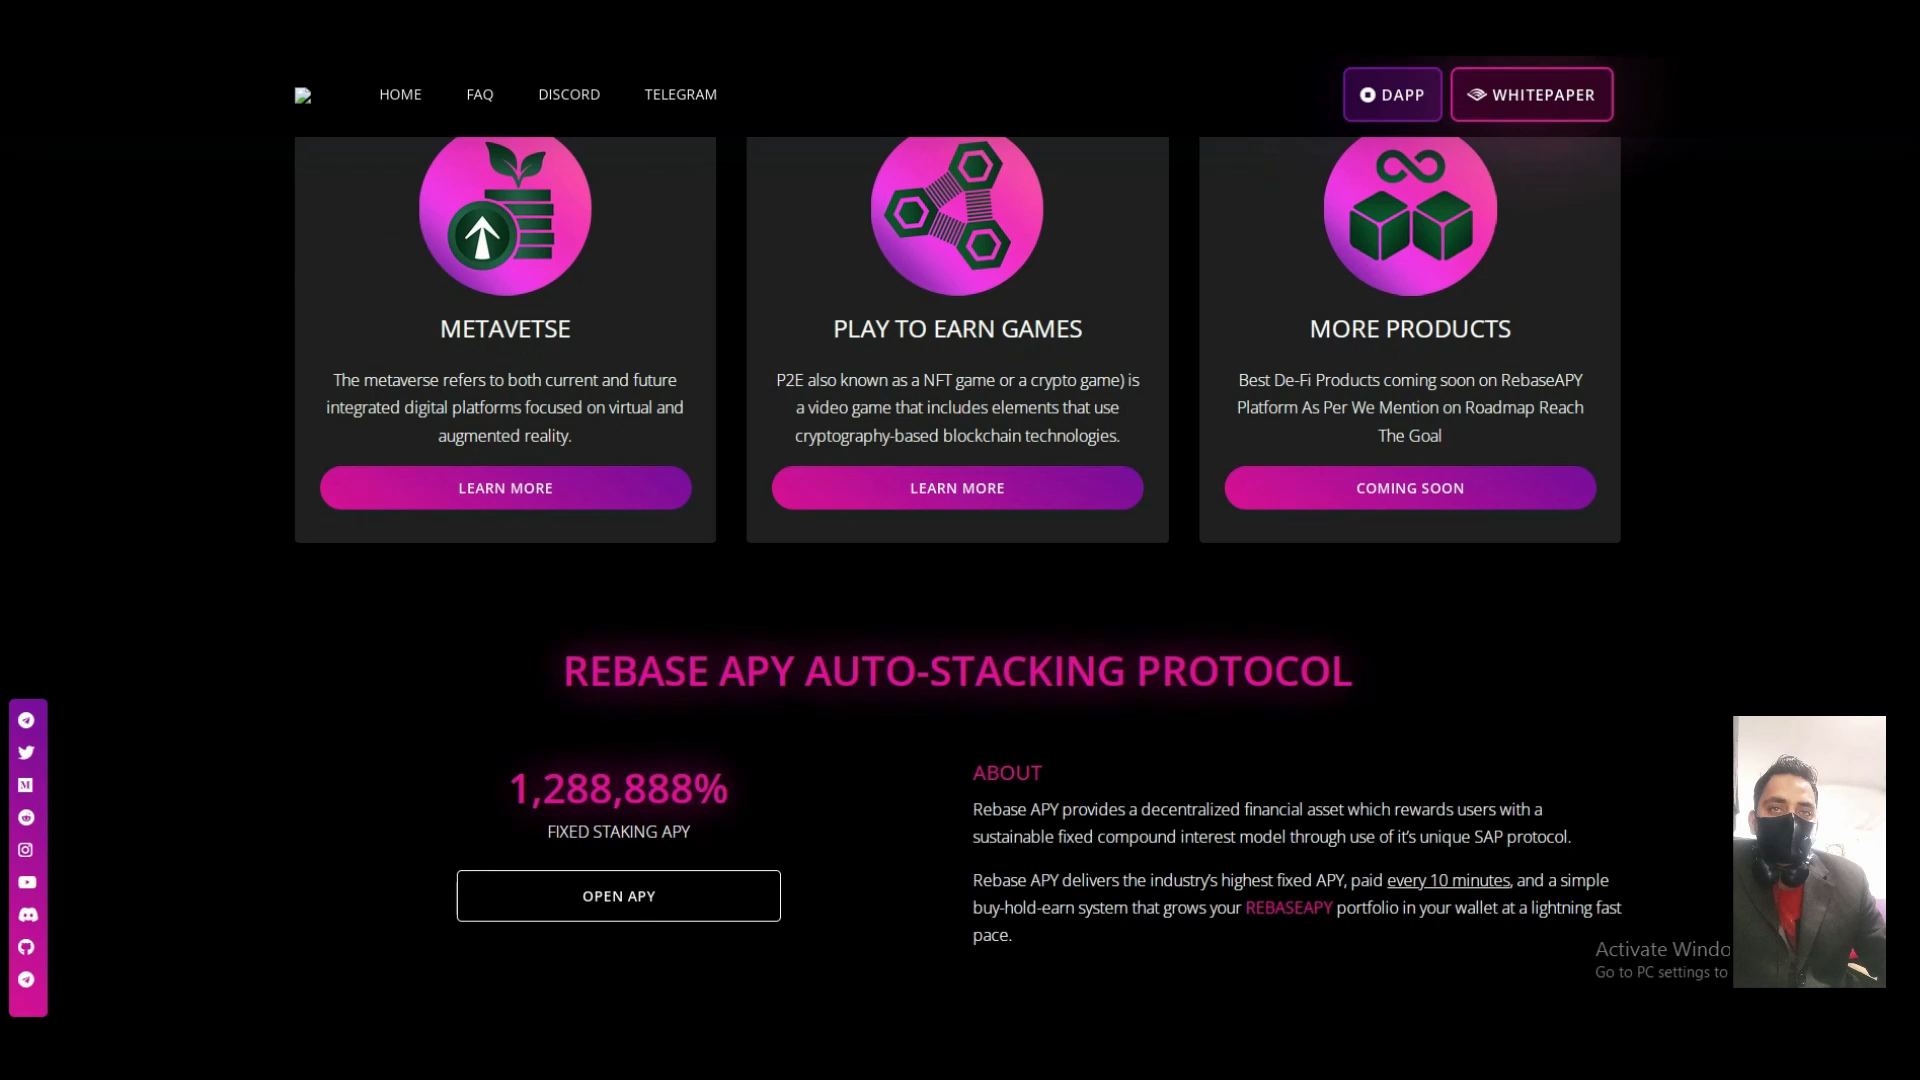 HOME FAQ DISCORD TELEGRAM DAPP WHITEPAPER
METAVETSE
The metaverse refers to both current and future
integrated digital platforms focused on virtual and
augmented reality.
LEARN MORE
PLAY TO EARN GAMES
P2E also known as a NFT game or a crypto game) is
a video game that includes elements that use
cryptography-based blockchain technologies.
LEARN MORE
MORE PRODUCTS
Best De-Fi Products coming soon on RebaseAPY
Platform As Per We Mention on Roadmap Reach
The Goal
COMING SOON
REBASE APY AUTO-STACKING PROTOCOL
1,288,888%
FIXED STAKING APY
OPEN APY
ABOUT
Rebase APY provides a decentralized financial asset which rewards users with a
sustainable fixed compound interest model through use of it's unique SAP protocol.
Rebase APY delivers the industry's highest fixed APY, paid every 10 minutes, and a simple
buy-hold-earn system that grows your REBASEAPY portfolio in your wallet at a lightning fast
pace.
Activate Windo
Go to PC settings to